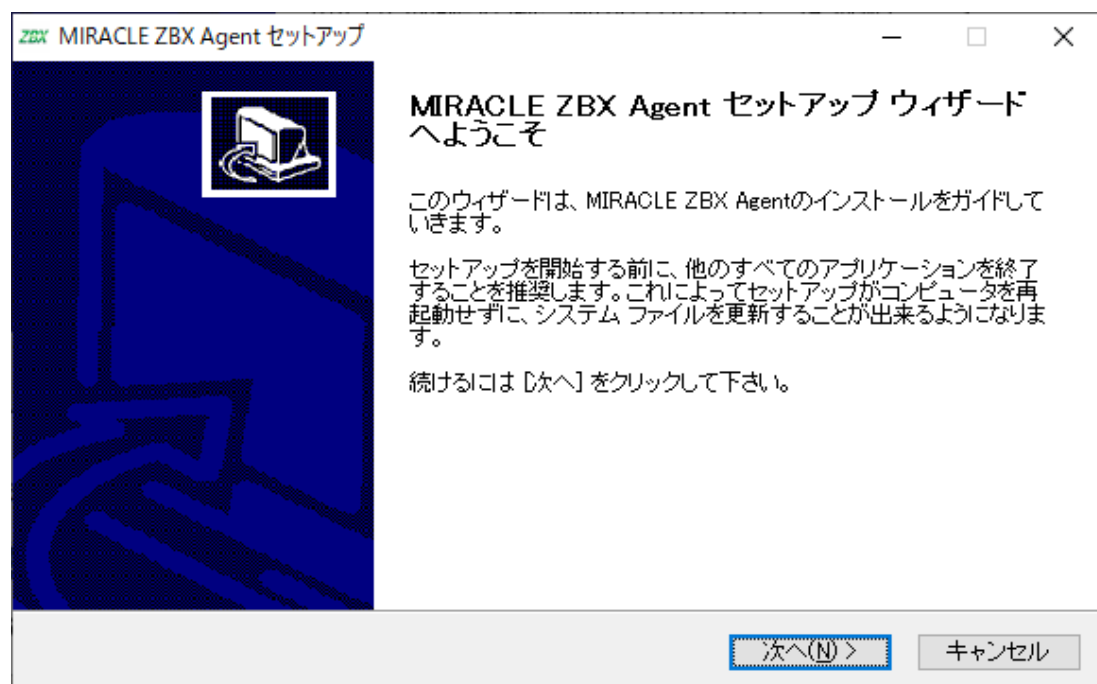 ZBX MIRACLE ZBX Agent セットアップ
MIRACLE ZBX Agent セットアップ ウィザード
へようこそ
このウィザードは、MIRACLE ZBX Agentのインストールをガイドして
いきます。
セットアップを開始する前に、他のすべてのアプリケーションを終了
することを推奨します。これによってセットアップがコンピュータを再
起動せずに、システム ファイルを更新することが出来るようになりま
す。
続けるには [次へ] をクリックして下さい。
次へ(N) >
キャンセル